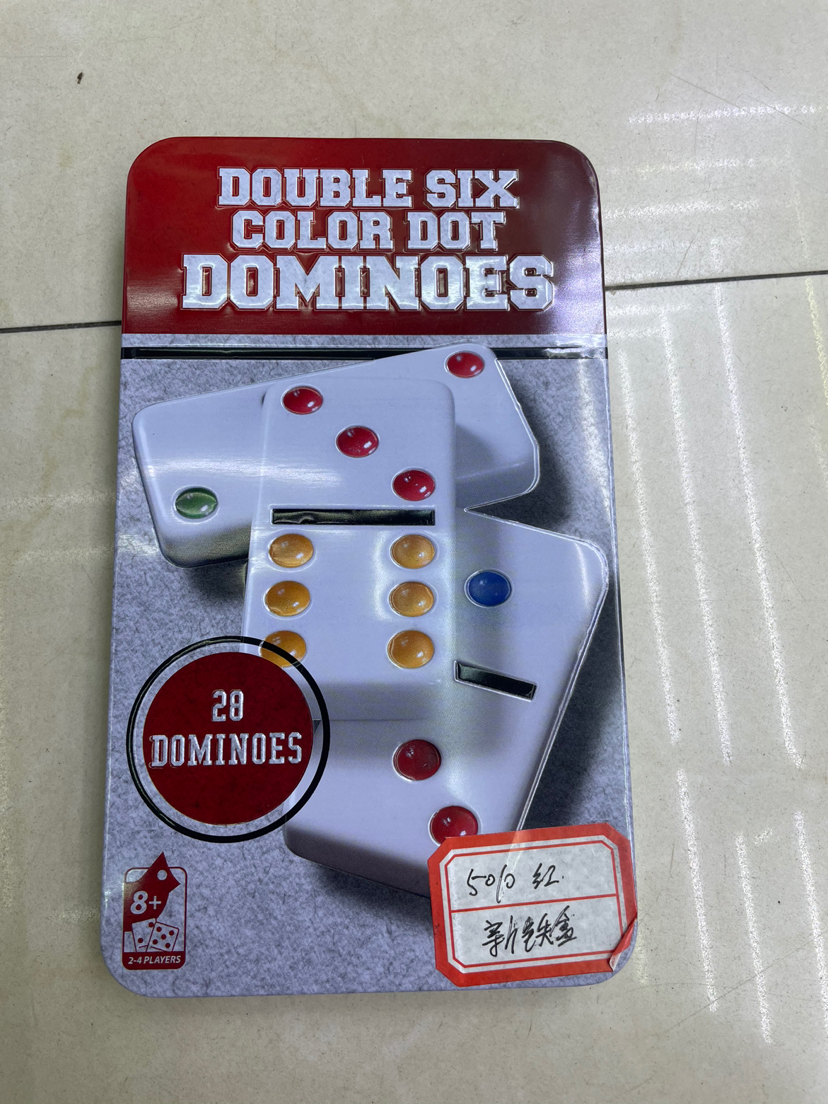 DOUBLE SIX
COLOR DOT
DOMINOES
28
DOMINOES
8+
2-4 PLAYERS
5010 红.
新铁盒